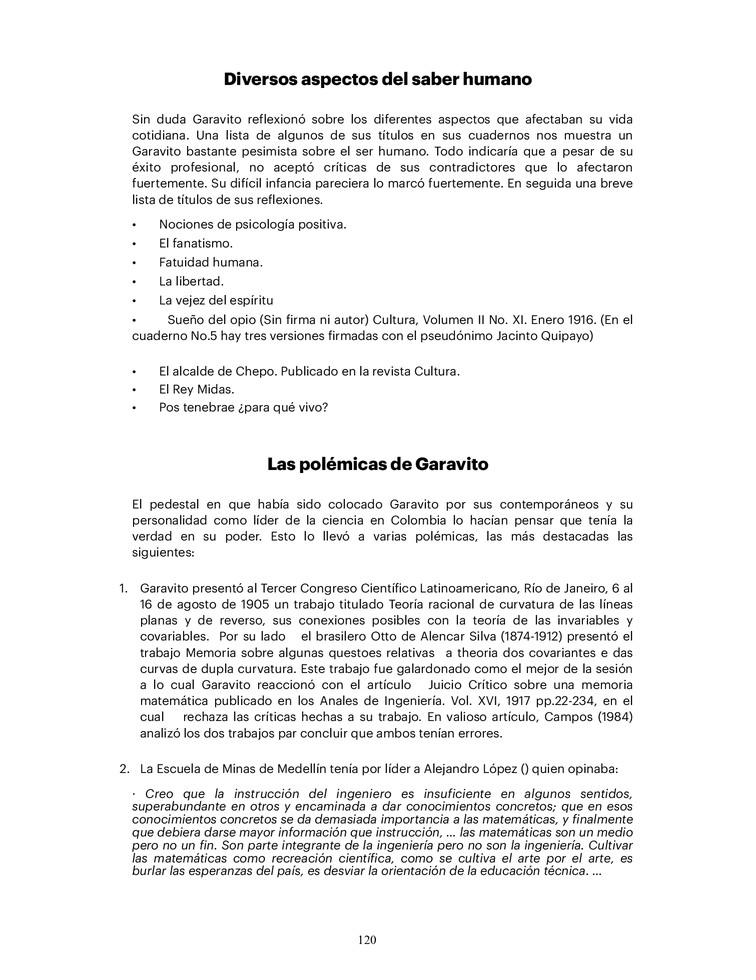 Diversos aspectos del saber humano
Sin duda Garavito reflexionó sobre los diferentes aspectos que afectaban su vida
cotidiana. Una lista de algunos de sus títulos en sus cuadernos nos muestra un
Garavito bastante pesimista sobre el ser humano. Todo indicaría que a pesar de su
éxito profesional, no aceptó críticas de sus contradictores que lo afectaron
fuertemente. Su difícil infancia pareciera lo marcó fuertemente. En seguida una breve
lista de títulos de sus reflexiones.
• Nociones de psicología positiva.
• El fanatismo.
• Fatuidad humana.
• La libertad.
• La vejez del espíritu
• Sueño del opio (Sin firma ni autor) Cultura, Volumen II No. XI. Enero 1916. (En el
cuaderno No.5 hay tres versiones firmadas con el pseudónimo Jacinto Quipayo)
• El alcalde de Chepo. Publicado en la revista Cultura.
• El Rey Midas.
• Pos tenebrae ¿para qué vivo?
Las polémicas de Garavito
El pedestal en que había sido colocado Garavito por sus contemporáneos y su
personalidad como líder de la ciencia en Colombia lo hacían pensar que tenía la
verdad en su poder. Esto lo llevó a varias polémicas, las más destacadas las
siguientes:
1. Garavito presentó al Tercer Congreso Científico Latinoamericano, Río de Janeiro, 6 al
16 de agosto de 1905 un trabajo titulado Teoría racional de curvatura de las líneas
planas y de reverso, sus conexiones posibles con la teoría de las invariables y
covariables. Por su lado el brasilero Otto de Alencar Silva (1874-1912) presentó el
trabajo Memoria sobre algunas questoes relativas a theoria dos covariantes e das
curvas de dupla curvatura. Este trabajo fue galardonado como el mejor de la sesión
a lo cual Garavito reaccionó con el artículo Juicio Crítico sobre una memoria
matemática publicado en los Anales de Ingeniería. Vol. XVI, 1917 pp.22-234, en el
cual rechaza las críticas hechas a su trabajo. En valioso artículo, Campos (1984)
analizó los dos trabajos par concluir que ambos tenían errores.
2. La Escuela de Minas de Medellín tenía por líder a Alejandro López () quien opinaba:
· Creo que la instrucción del ingeniero es insuficiente en algunos sentidos,
superabundante en otros y encaminada a dar conocimientos concretos; que en esos
conocimientos concretos se da demasiada importancia a las matemáticas, y finalmente
que debiera darse mayor información que instrucción, ... las matemáticas son un medio
pero no un fin. Son parte integrante de la ingeniería pero no son la ingeniería. Cultivar
las matemáticas como recreación científica, como se cultiva el arte por el arte, es
burlar las esperanzas del país, es desviar la orientación de la educación técnica. ...
120